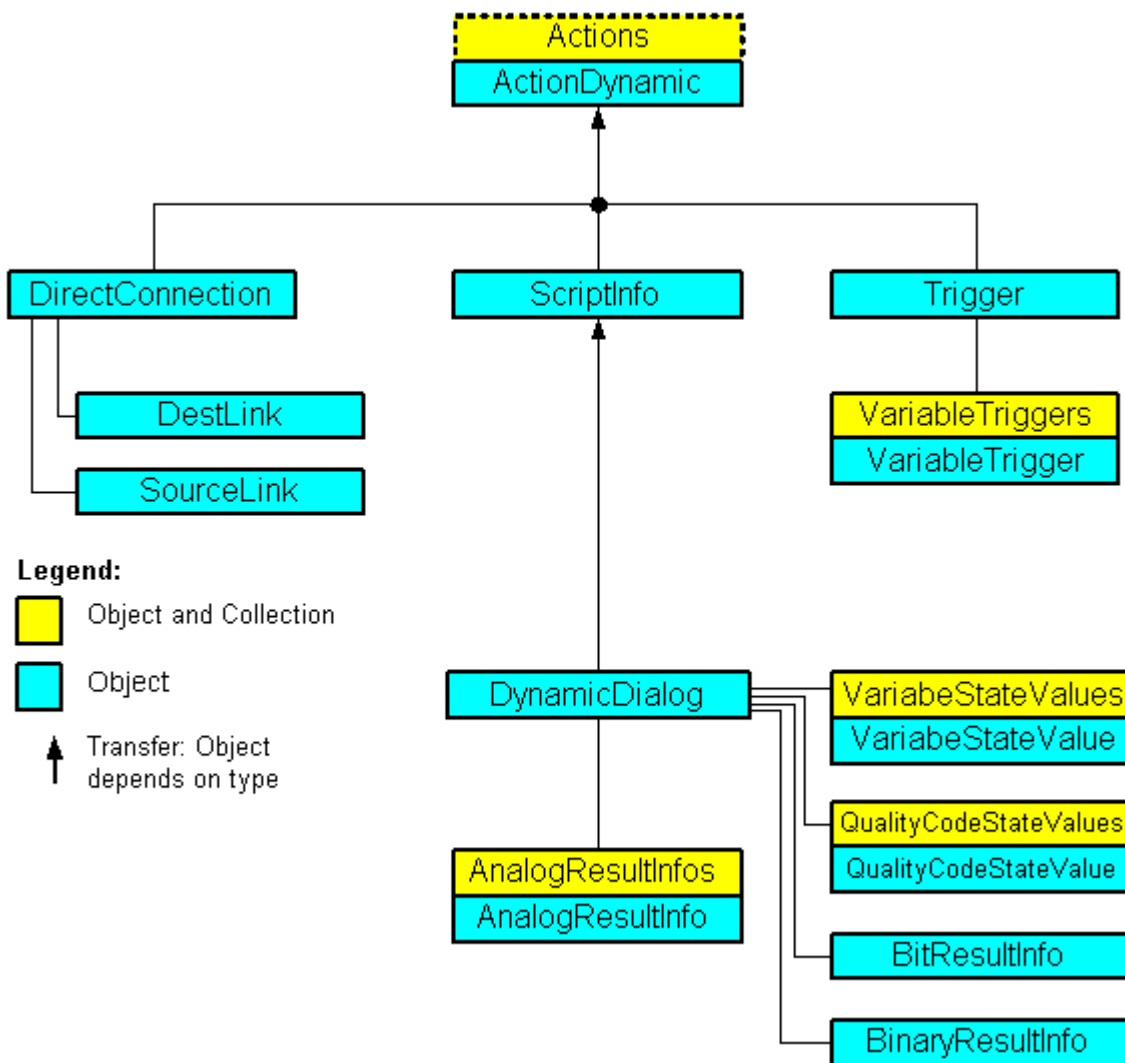 Actions
ActionDynamic
DirectConnection
ScriptInfo
Trigger
DestLink
SourceLink
VariableTriggers
VariableTrigger
Legend:
Object and Collection
Object
Transfer: Object
depends on type
DynamicDialog
VariabeStateValues
VariabeStateValue
QualityCodeStateValues
QualityCodeStateValue
AnalogResultInfos
AnalogResultInfo
BitResultInfo
BinaryResultInfo